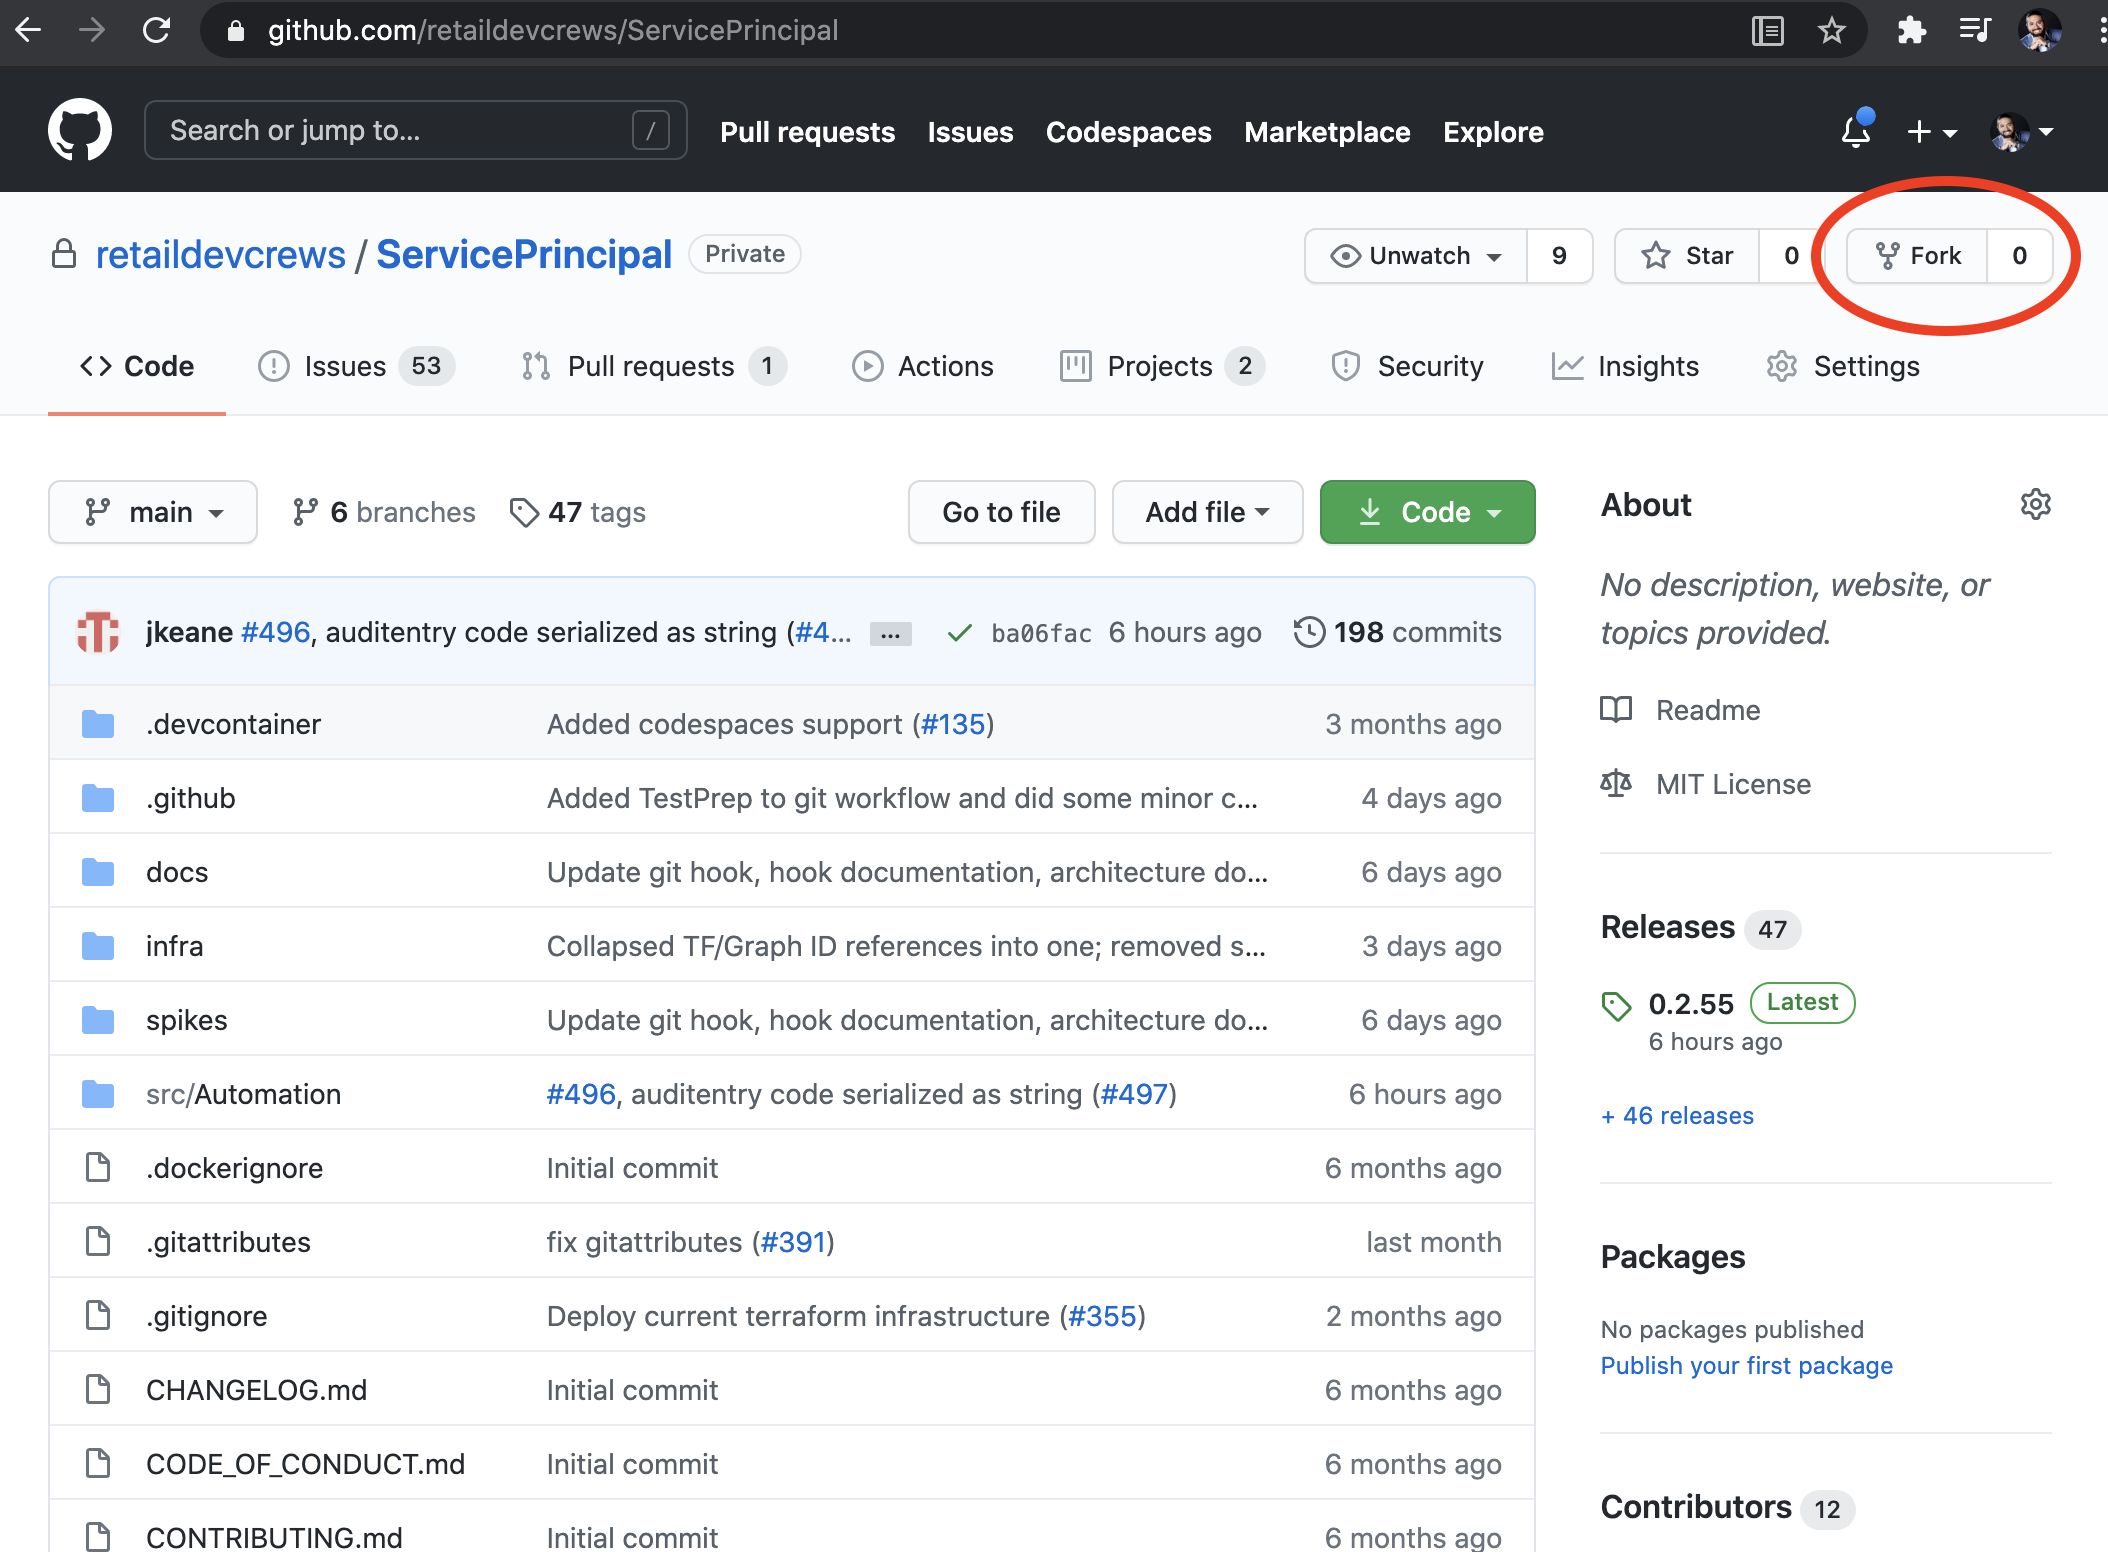 github.com/retaildevcrews/ServicePrincipal
Search or jump to... / Pull requests Issues Codespaces Marketplace Explore
retaildevcrews / ServicePrincipal Private Unwatch 9 Star 0 Fork 0
Code Issues 53 Pull requests 1 Actions Projects 2 Security Insights Settings
main 6 branches 47 tags Go to file Add file Code
jkeane #496, auditentry code serialized as string (#4... ... ba06fac 6 hours ago 198 commits
.devcontainer Added codespaces support (#135) 3 months ago
.github Added TestPrep to git workflow and did some minor c... 4 days ago
docs Update git hook, hook documentation, architecture do... 6 days ago
infra Collapsed TF/Graph ID references into one; removed s... 3 days ago
spikes Update git hook, hook documentation, architecture do... 6 days ago
src/Automation #496, auditentry code serialized as string (#497) 6 hours ago
.dockerignore Initial commit 6 months ago
.gitattributes fix gitattributes (#391) last month
.gitignore Deploy current terraform infrastructure (#355) 2 months ago
CHANGELOG.md Initial commit 6 months ago
CODE_OF_CONDUCT.md Initial commit 6 months ago
CONTRIBUTING.md Initial commit 6 months ago
About
No description, website, or
topics provided.
Readme
MIT License
Releases 47
0.2.55 Latest
6 hours ago
+ 46 releases
Packages
No packages published
Publish your first package
Contributors 12